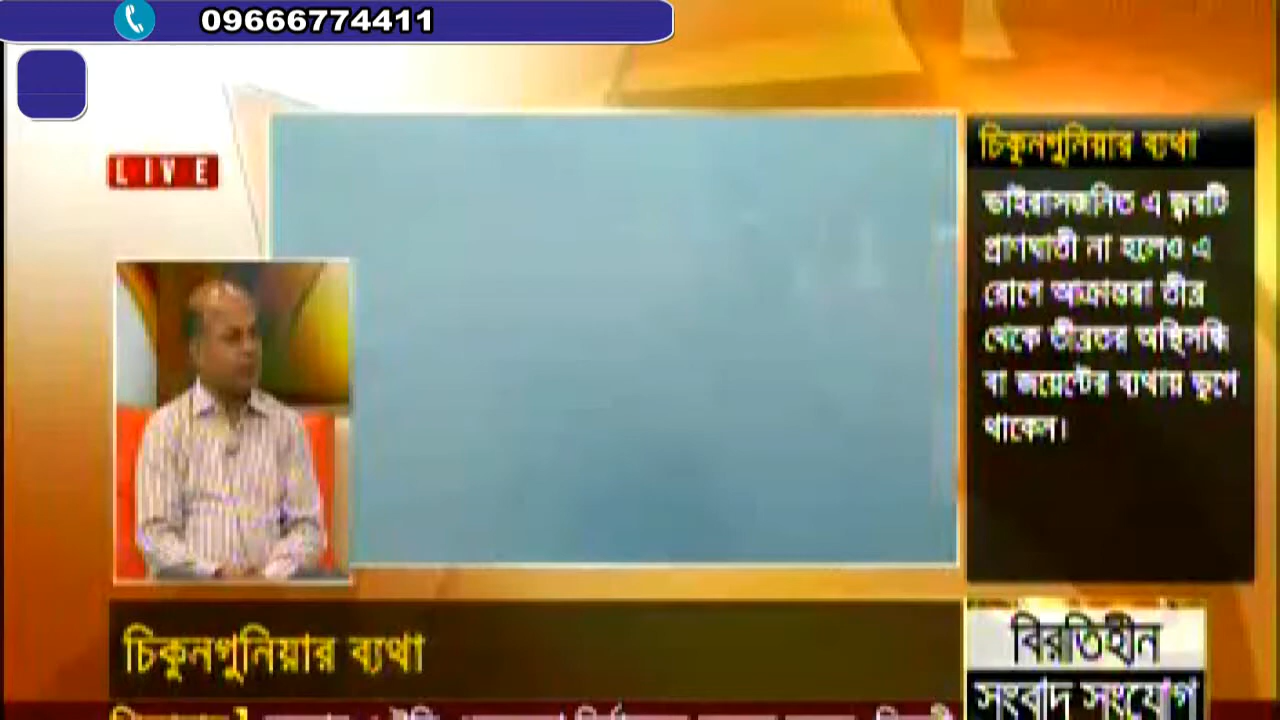 09666774411
LIVE
চিকুনগুনিয়ার ব্যথা
ভাইরাসজনিত এ জ্বরটি
প্রাণঘাতী না হলেও এ
রোগে আক্রান্তরা তীব্র
থেকে তীব্রতর অস্থিসন্ধি
বা জয়েন্টের ব্যথায় ভুগে
থাকেন।
চিকুনগুনিয়ার ব্যথা
বিরতিহীন
সংবাদ সংযোগ